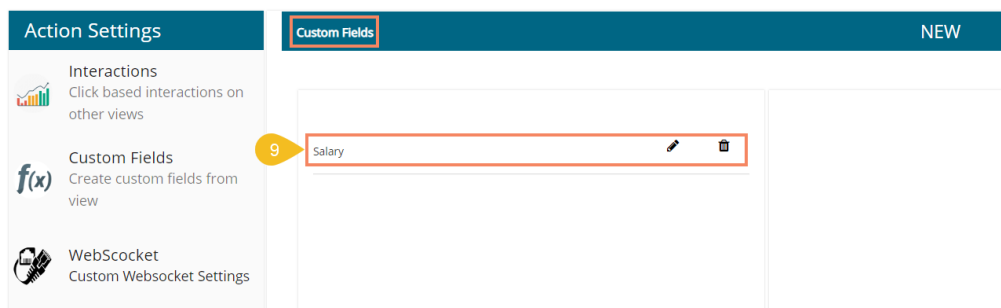 Action Settings
Custom Fields
NEW
Interactions
Click based interactions on
other views
9
Salary
Custom Fields
Create custom fields from
view
f(x)
WebScocket
Custom Websocket Settings